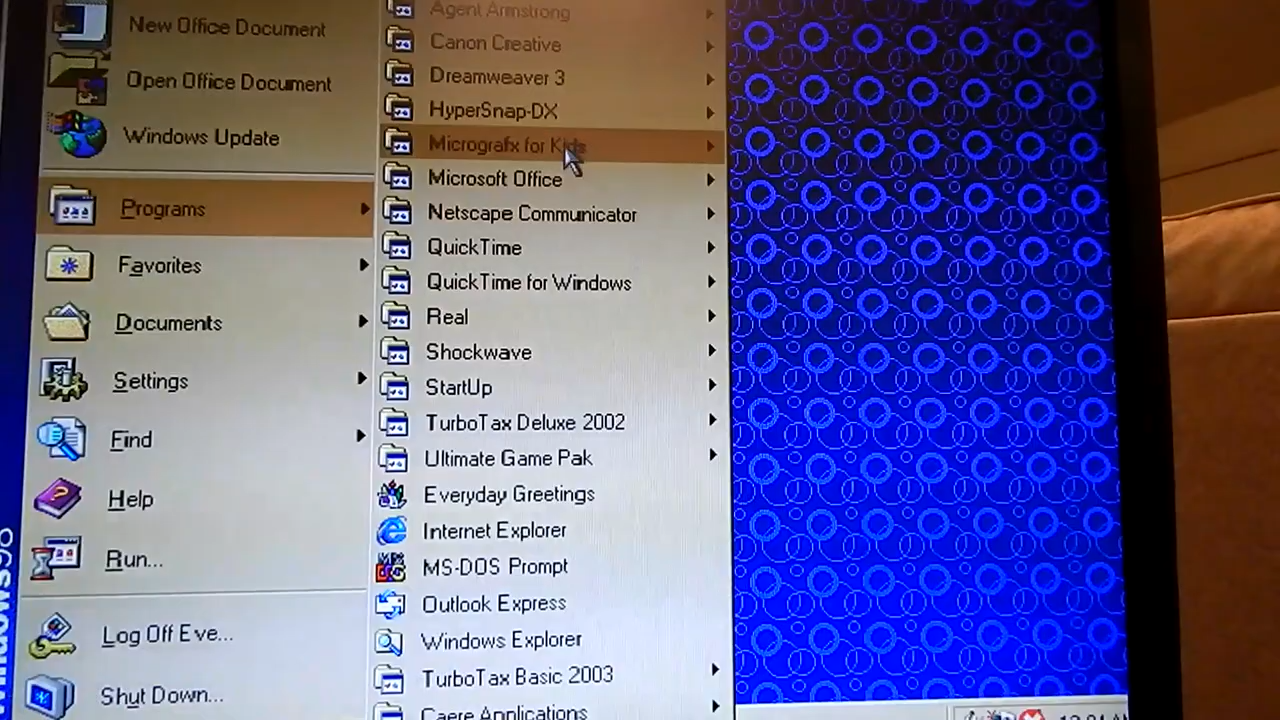 New Office Document
Open Office Document
Windows Update
Programs
Favorites
Documents
Settings
Find
Help
Run...
Log Off Eve...
Shut Down...
Windows98
Agent Armstrong
Canon Creative
Dreamweaver 3
HyperSnap-DX
Micrografx for Kids
Microsoft Office
Netscape Communicator
QuickTime
QuickTime for Windows
Real
Shockwave
StartUp
TurboTax Deluxe 2002
Ultimate Game Pak
Everyday Greetings
Internet Explorer
MS-DOS Prompt
Outlook Express
Windows Explorer
TurboTax Basic 2003
Caere Applications